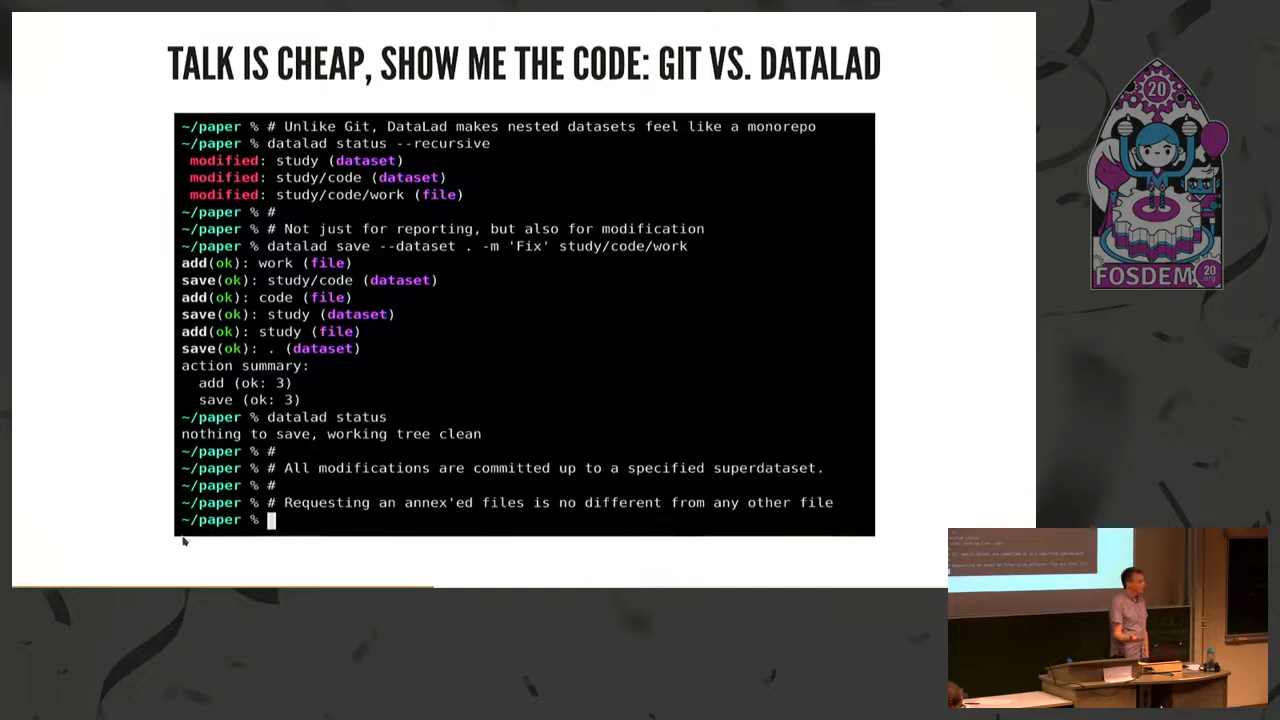 TALK IS CHEAP, SHOW ME THE CODE: GIT VS. DATALAD
~/paper % # Unlike Git, DataLad makes nested datasets feel like a monorepo
~/paper % datalad status --recursive
modified: study (dataset)
modified: study/code (dataset)
modified: study/code/work (file)
~/paper % #
~/paper % # Not just for reporting, but also for modification
~/paper % datalad save --dataset . -m 'Fix' study/code/work
add(ok): work (file)
save(ok): study/code (dataset)
add(ok): code (file)
save(ok): study (dataset)
add(ok): study (file)
save(ok): . (dataset)
action summary:
add (ok: 3)
save (ok: 3)
~/paper % datalad status
nothing to save, working tree clean
~/paper % #
~/paper % # All modifications are committed up to a specified superdataset.
~/paper % #
~/paper % # Requesting an annex'ed files is no different from any other file
~/paper %
20
FOSDEM
20
.org